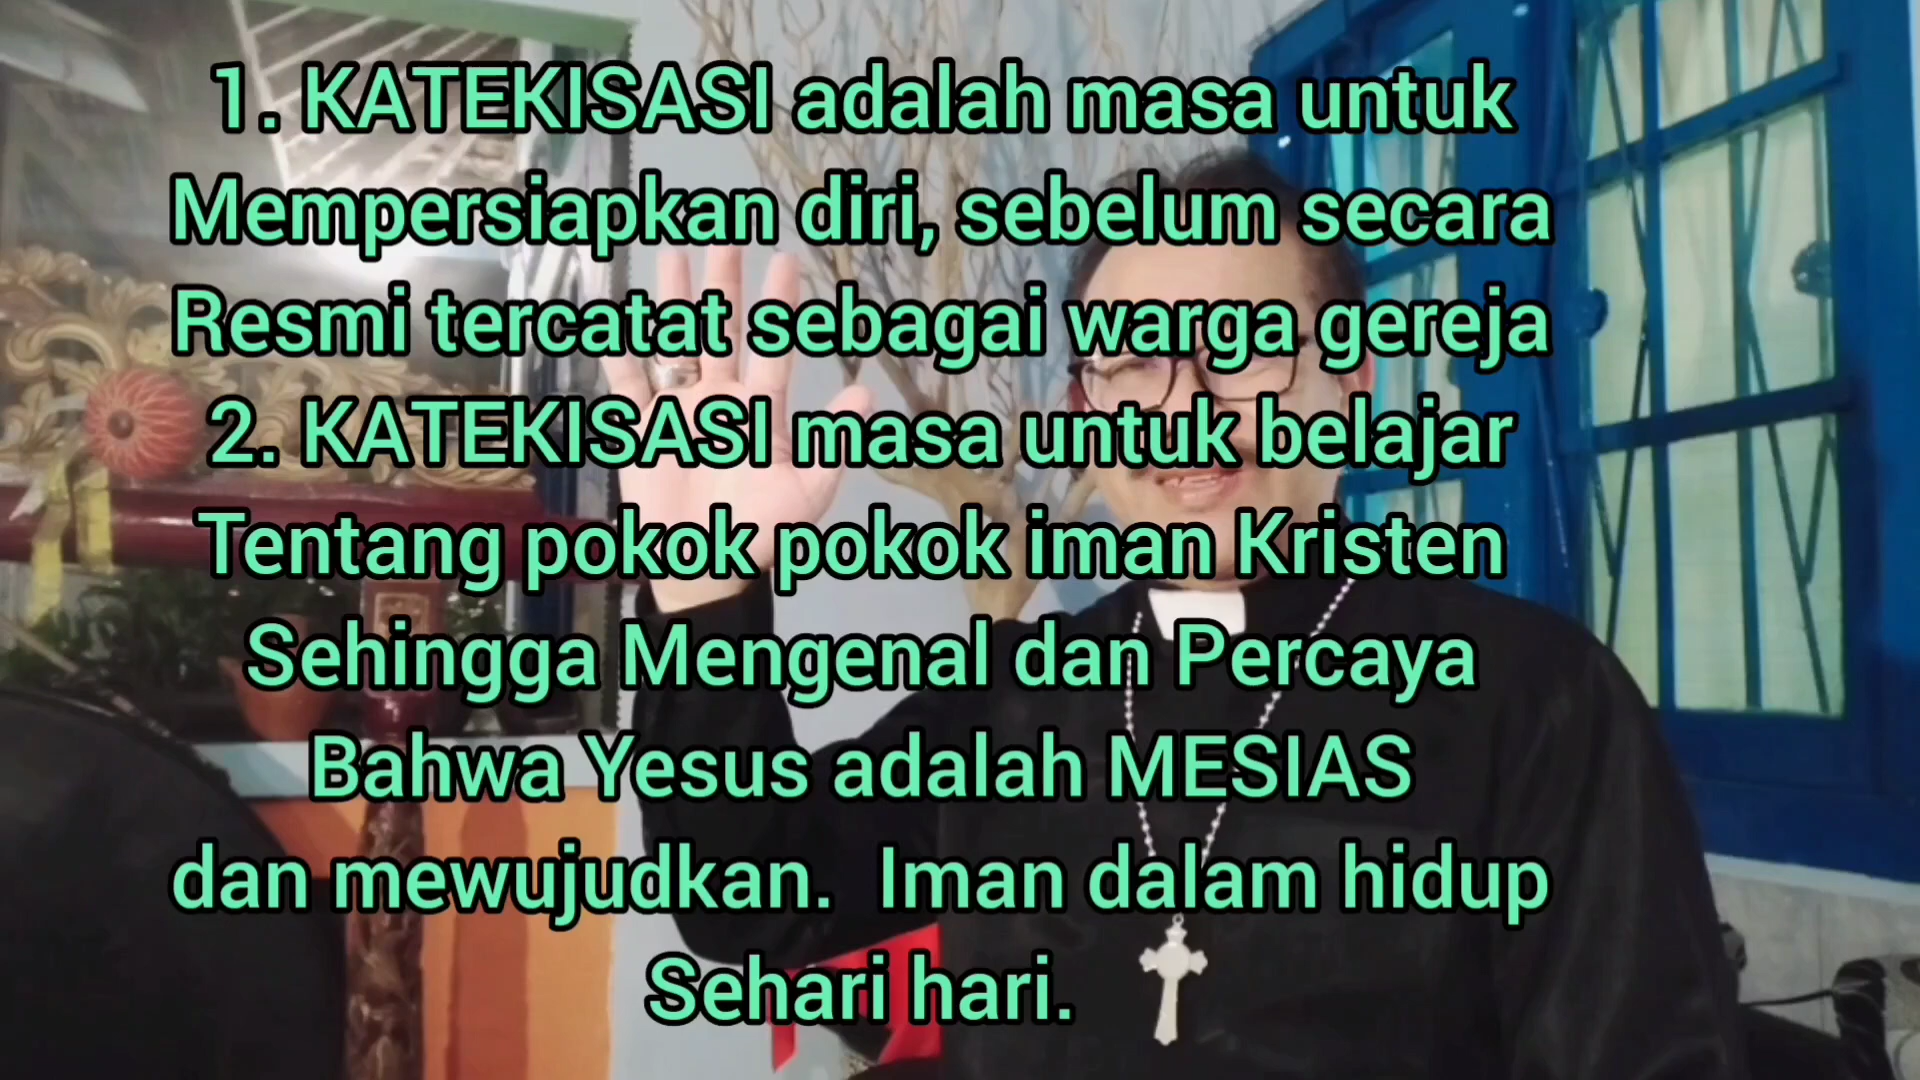 1. KATEKISASI adalah masa untuk
Mempersiapkan diri, sebelum secara
Resmi tercatat sebagai warga gereja
2. KATEKISASI masa untuk belajar
Tentang pokok pokok iman Kristen
Sehingga Mengenal dan Percaya
Bahwa Yesus adalah MESIAS
dan mewujudkan.  Iman dalam hidup
Sehari hari.